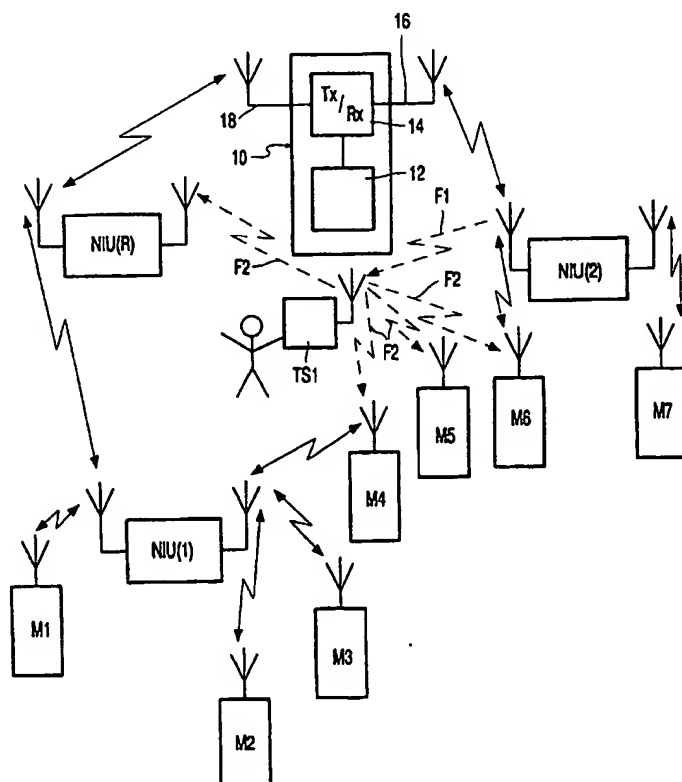 16
Tx/Rx
18
14
10
12
F1
NIU(R)
NIU(2)
F2
F2
F2
TS1
M5
M6
M7
M4
NIU(1)
M1
M3
M2